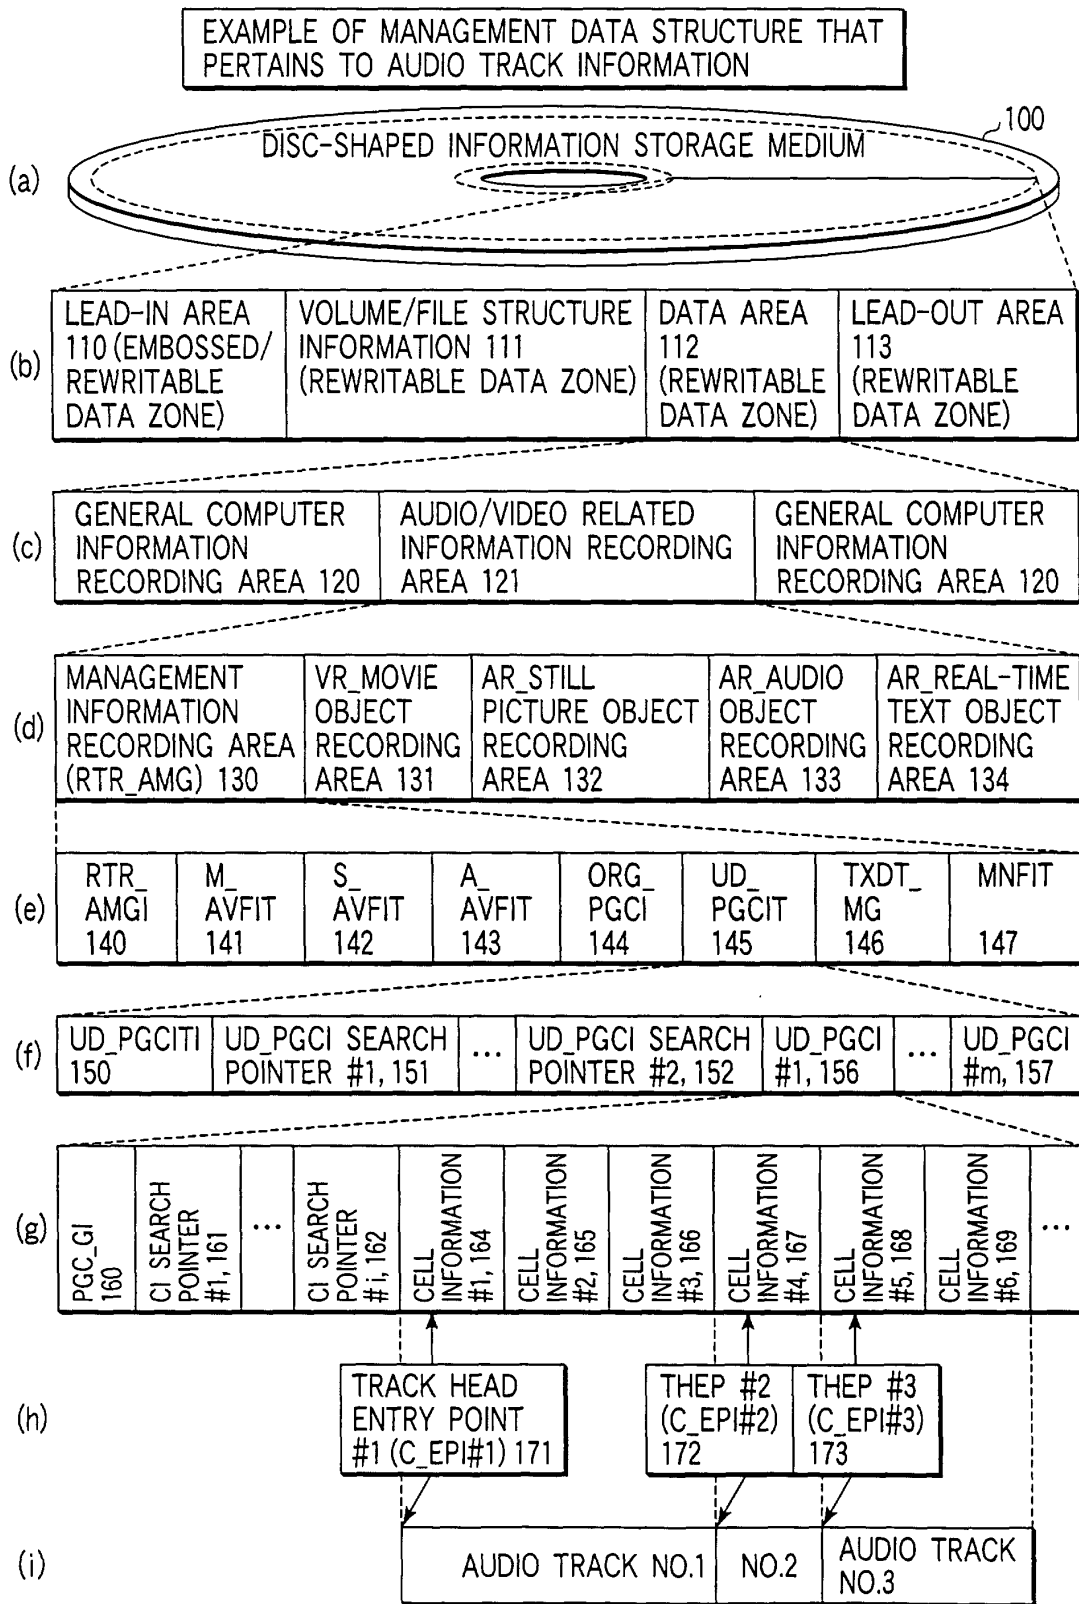 EXAMPLE OF MANAGEMENT DATA STRUCTURE THAT
PERTAINS TO AUDIO TRACK INFORMATION
100
DISC-SHAPED INFORMATION STORAGE MEDIUM
(a)
(b)
LEAD-IN AREA
110 (EMBOSSED/
REWRITABLE
DATA ZONE)
VOLUME/FILE STRUCTURE
INFORMATION 111
(REWRITABLE DATA ZONE)
DATA AREA
112
(REWRITABLE
DATA ZONE)
LEAD-OUT AREA
113
(REWRITABLE
DATA ZONE)
(c)
GENERAL COMPUTER
INFORMATION
RECORDING AREA 120
AUDIO/VIDEO RELATED
INFORMATION RECORDING
AREA 121
GENERAL COMPUTER
INFORMATION
RECORDING AREA 120
(d)
MANAGEMENT
INFORMATION
RECORDING AREA
(RTR_AMG) 130
VR_MOVIE
OBJECT
RECORDING
AREA 131
AR_STILL
PICTURE OBJECT
RECORDING
AREA 132
AR_AUDIO
OBJECT
RECORDING
AREA 133
AR_REAL-TIME
TEXT OBJECT
RECORDING
AREA 134
(e)
RTR_
AMGI
140
M_
AVFIT
141
S_
AVFIT
142
A_
AVFIT
143
ORG_
PGCI
144
UD_
PGCIT
145
TXDT_
MG
146
MNFIT
147
(f)
UD_PGCITI
150
UD_PGCI SEARCH
POINTER #1, 151
...
UD_PGCI SEARCH
POINTER #2, 152
UD_PGCI
#1, 156
...
UD_PGCI
#m, 157
(g)
PGC_GI
160
CI SEARCH
POINTER
#1, 161
...
CI SEARCH
POINTER
# i, 162
CELL
INFORMATION
#1, 164
CELL
INFORMATION
#2, 165
CELL
INFORMATION
#3, 166
CELL
INFORMATION
#4, 167
CELL
INFORMATION
#5, 168
CELL
INFORMATION
#6, 169
...
(h)
TRACK HEAD
ENTRY POINT
#1 (C_EPI#1) 171
THEP #2
(C_EPI#2)
172
THEP #3
(C_EPI#3)
173
(i)
AUDIO TRACK NO.1
NO.2
AUDIO TRACK
NO.3